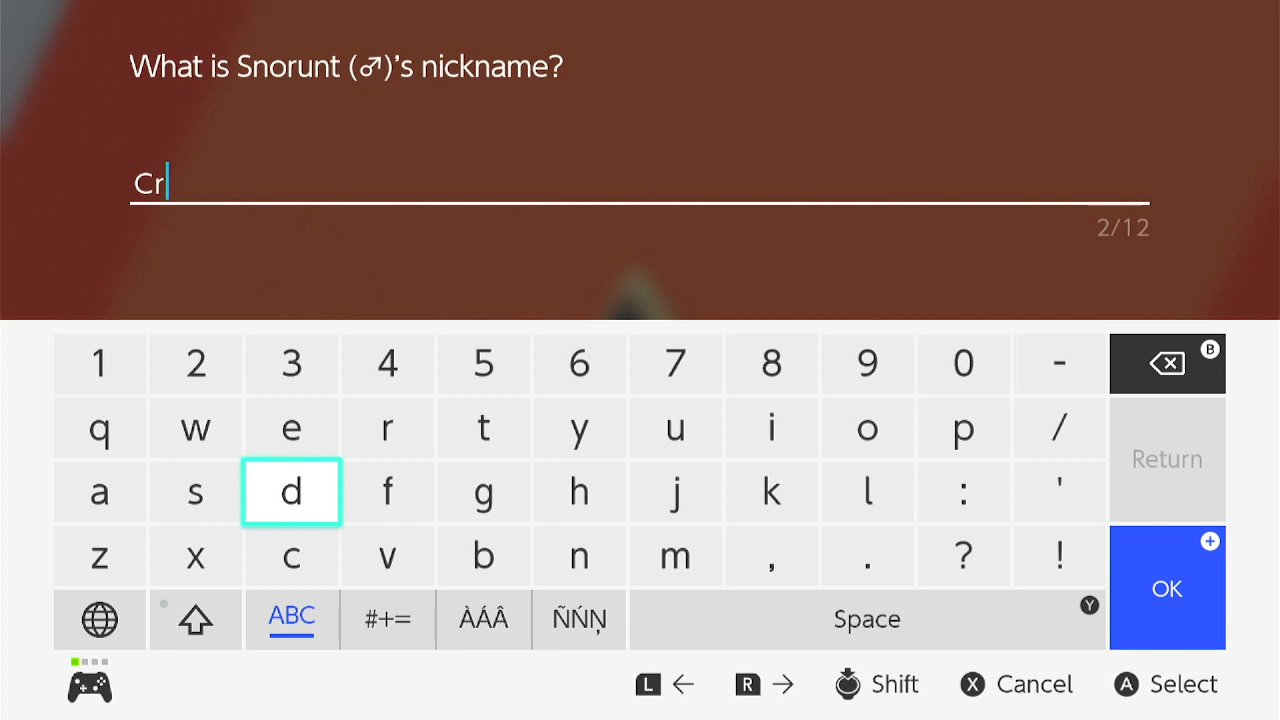 What is Snorunt (♂)'s nickname?
Cr
2/12
1 2 3 4 5 6 7 8 9 0 -
B
q w e r t y u i o p /
Return
a s d f g h j k l : '
z x c v b n m , . ? !
+
OK
ABC #+= ÀÁÂ ÑŃŅ Space Y
L ← R → Shift X Cancel A Select